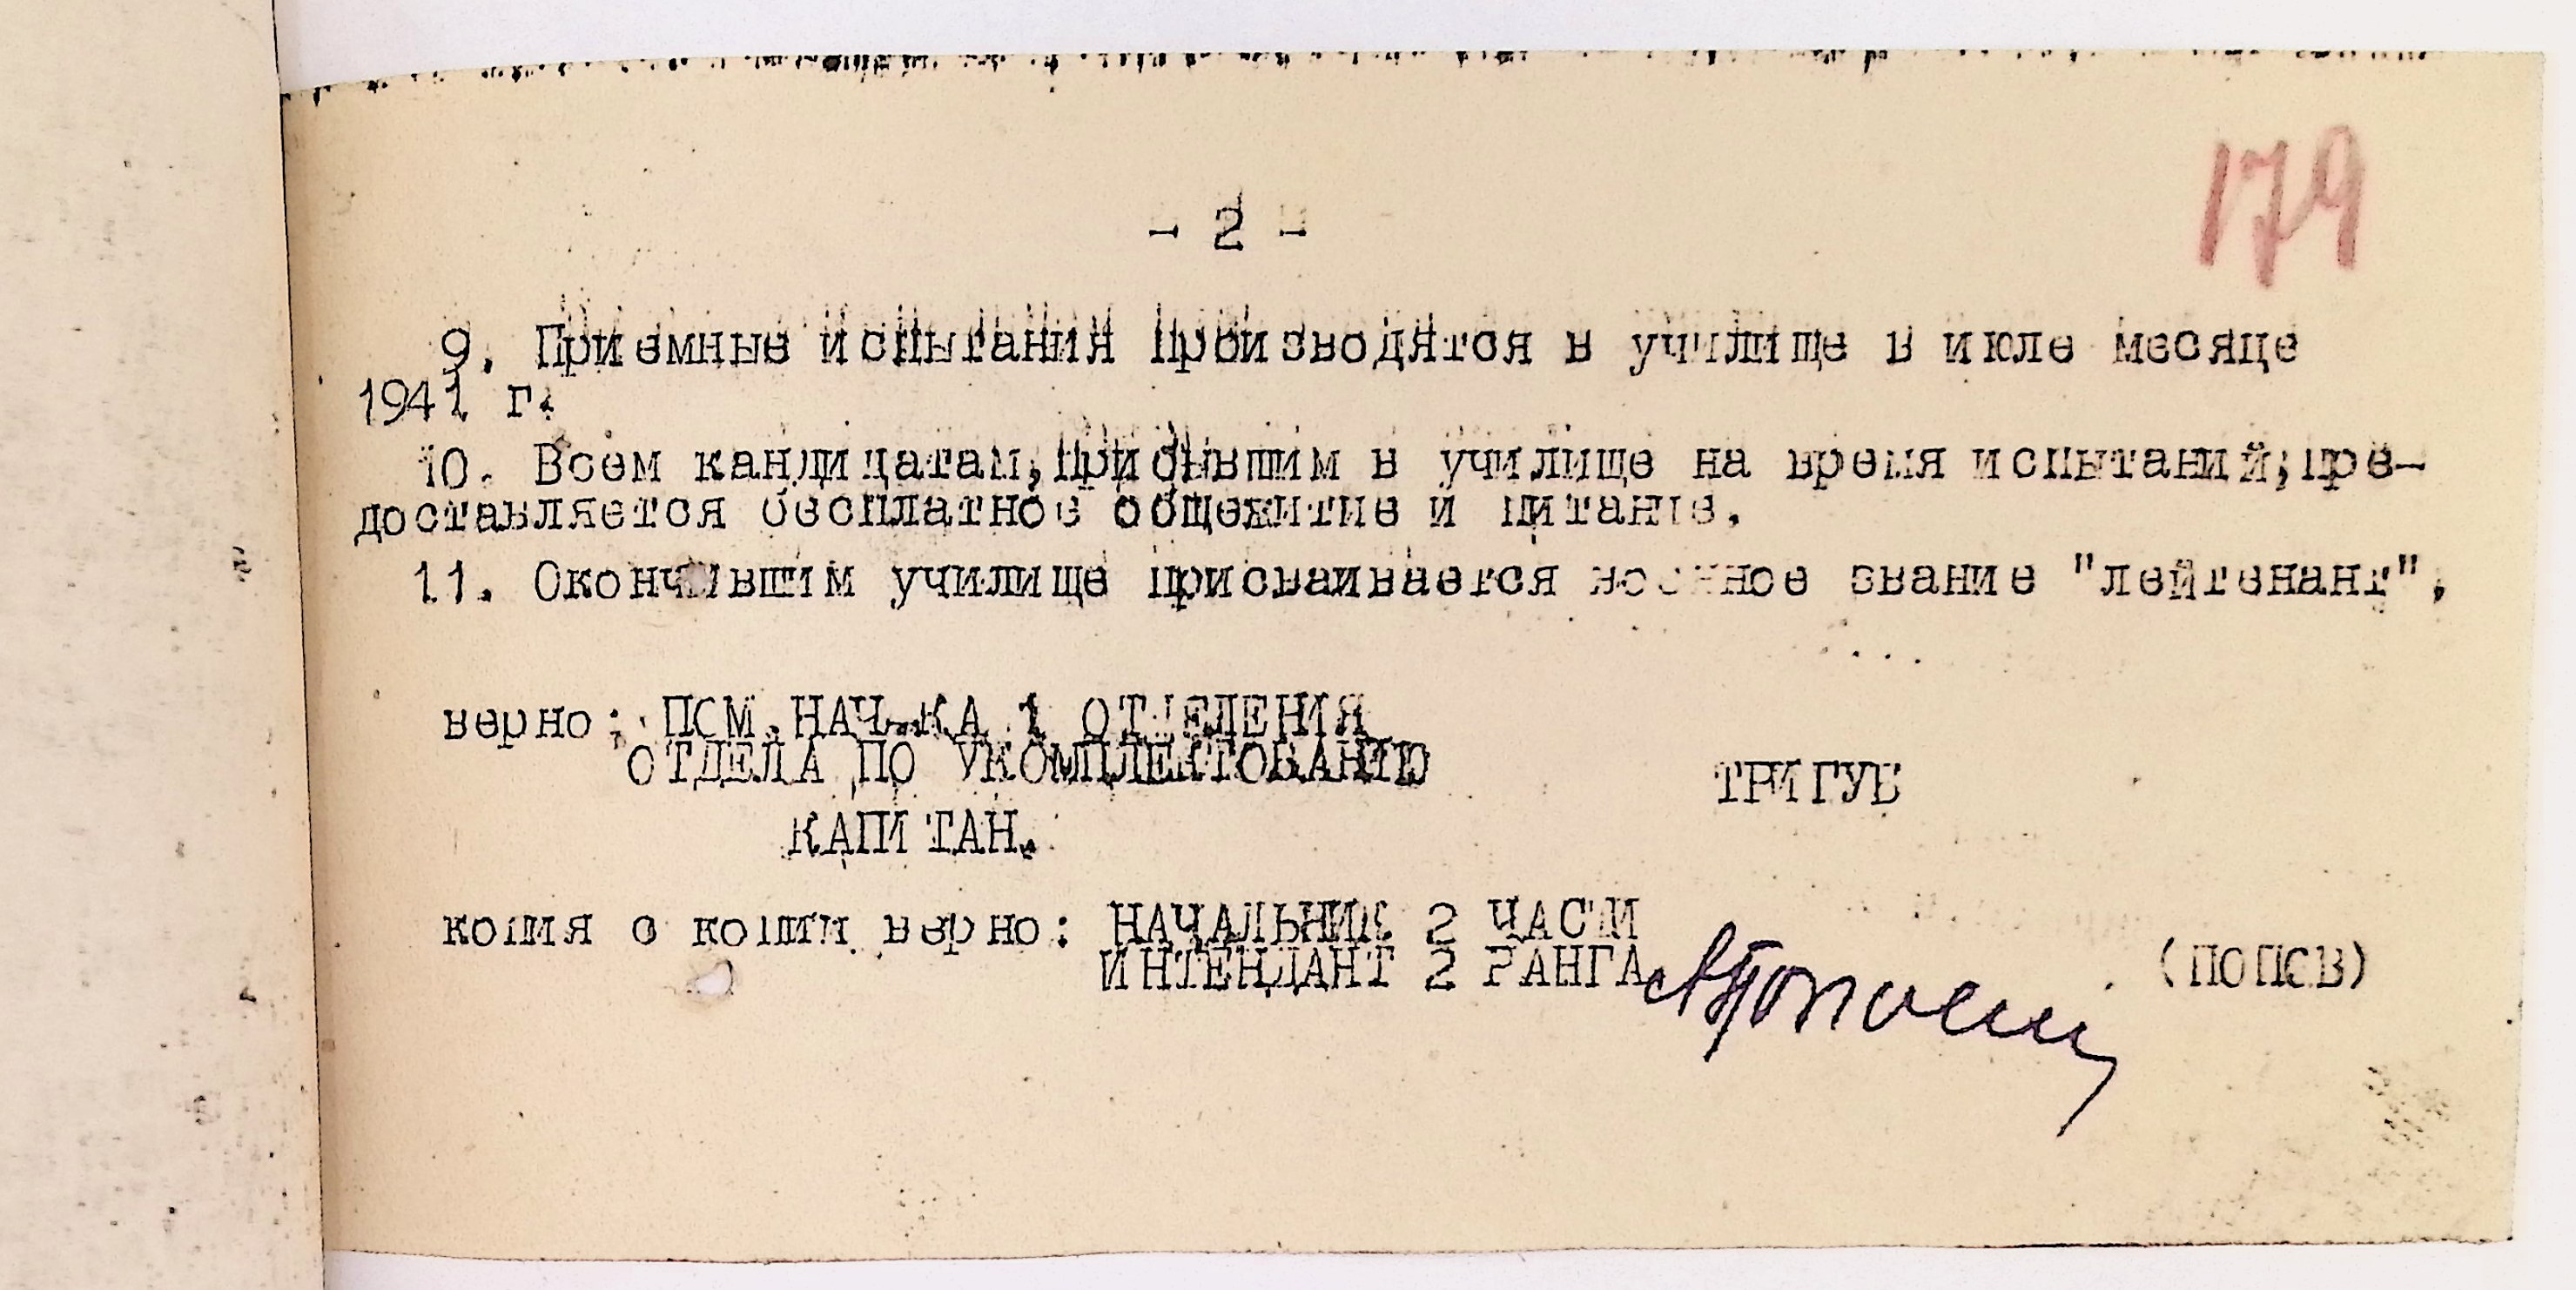 179
- 2 -
9. Приемные испытания производятся в училище в июле месяце
1941 г.
10. Всем кандидатам, прибывшим в училище на время испытаний, пре-
доставляется бесплатное общежитие и питание.
11. Окончившим училище присваивается военное звание "лейтенант".
верно: ПОМ.НАЧ-КА 1 ОТДЕЛЕНИЯ
ОТДЕЛА ПО УКОМПЛЕКТОВАНИЮ
ТРИГУБ
КАПИТАН.
копия с копии верно: НАЧАЛЬНИК 2 ЧАСТИ
ИНТЕНДАНТ 2 РАНГА (ПОПОВ)